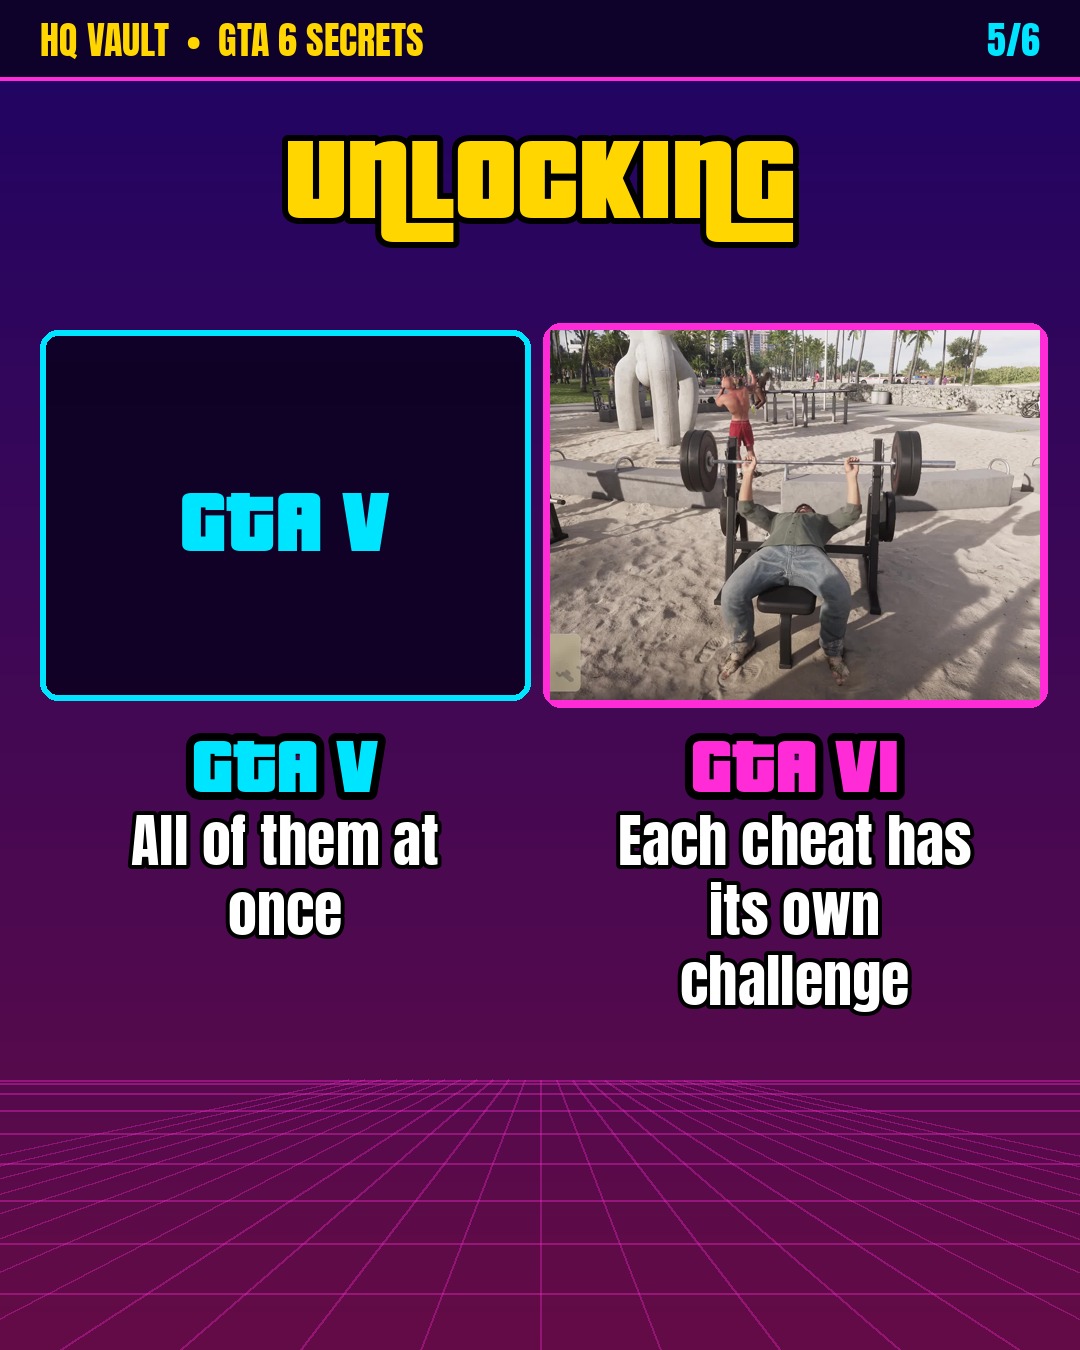 HQ VAULT • GTA 6 SECRETS
5/6
UNLOCKING
GTA V
GTA V
All of them at
once
GTA VI
Each cheat has
its own
challenge